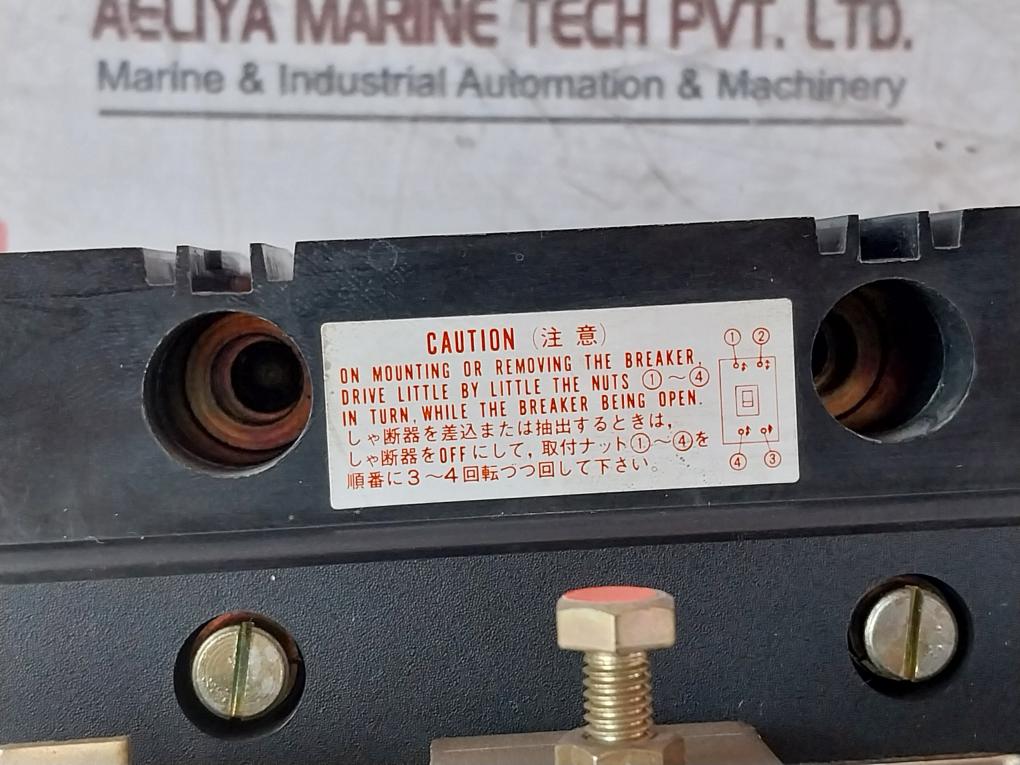 AELIYA MARINE TECH PVT. LTD.
Marine & Industrial Automation & Machinery
CAUTION (注意)
ON MOUNTING OR REMOVING THE BREAKER,
DRIVE LITTLE BY LITTLE THE NUTS ①～④
IN TURN, WHILE THE BREAKER BEING OPEN.
しゃ断器を差込または抽出するときは,
しゃ断器をOFFにして, 取付ナット①～④を
順番に3～4回転づつ回して下さい。
① ②
④ ③